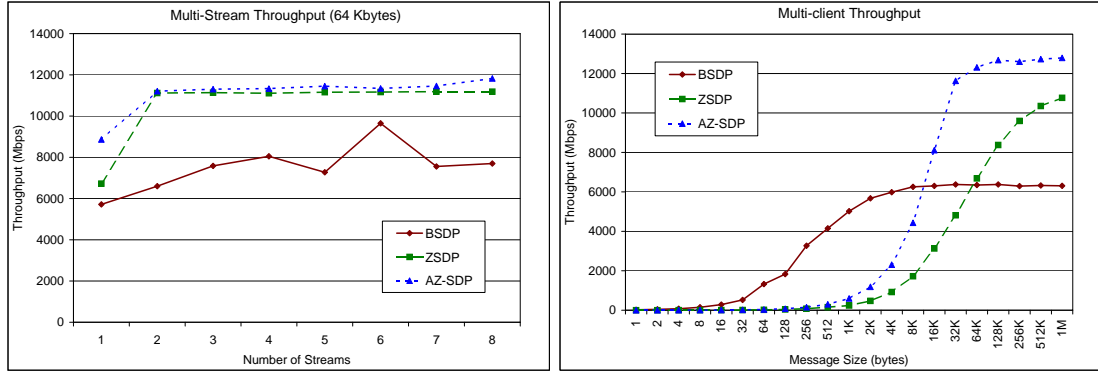 Multi-Stream Throughput (64 Kbytes)
14000
12000
10000
8000
6000
4000
2000
0
Throughput (Mbps)
BSDP
ZSDP
AZ-SDP
1 2 3 4 5 6 7 8
Number of Streams
Multi-client Throughput
14000
12000
10000
8000
6000
4000
2000
0
Throughput (Mbps)
BSDP
ZSDP
AZ-SDP
1 2 4 8 16 32 64 128 256 512 1K 2K 4K 8K 16K 32K 64K 128K 256K 512K 1M
Message Size (bytes)